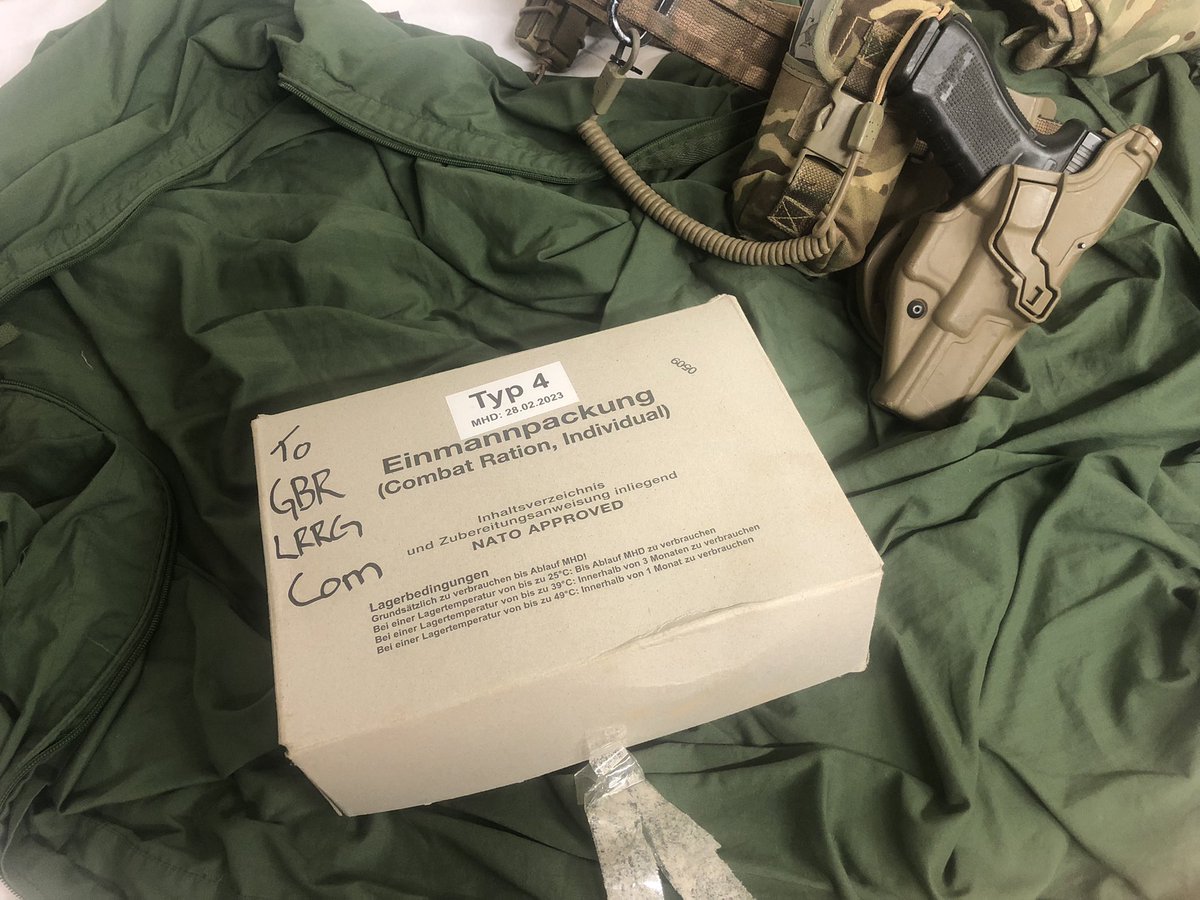 Typ 4
MHD: 28.02.2023
0509
Einmannpackung
(Combat Ration, Individual)
Inhaltsverzeichnis
und Zubereitungsanweisung inliegend
NATO APPROVED
Lagerbedingungen
Grundsätzlich zu verbrauchen bis Ablauf MHD!
Bei einer Lagertemperatur von bis zu 25°C: Bis Ablauf MHD zu verbrauchen
Bei einer Lagertemperatur von bis zu 39°C: Innerhalb von 3 Monaten zu verbrauchen
Bei einer Lagertemperatur von bis zu 49°C: Innerhalb von 1 Monat zu verbrauchen
To
GBR
LRRG
Com